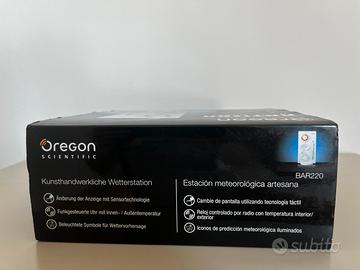 Oregon
SCIENTIFIC
BAR220
Kunsthandwerkliche Wetterstation
Änderung der Anzeige mit Sensortechnologie
Funkgesteuerte Uhr mit Innen- / Außentemperatur
Beleuchtete Symbole für Wettervorhersage
Estación meteorológica artesana
Cambio de pantalla utilizando tecnología táctil
Reloj controlado por radio con temperatura interior/
exterior
Iconos de predicción meteorológica iluminados
subito